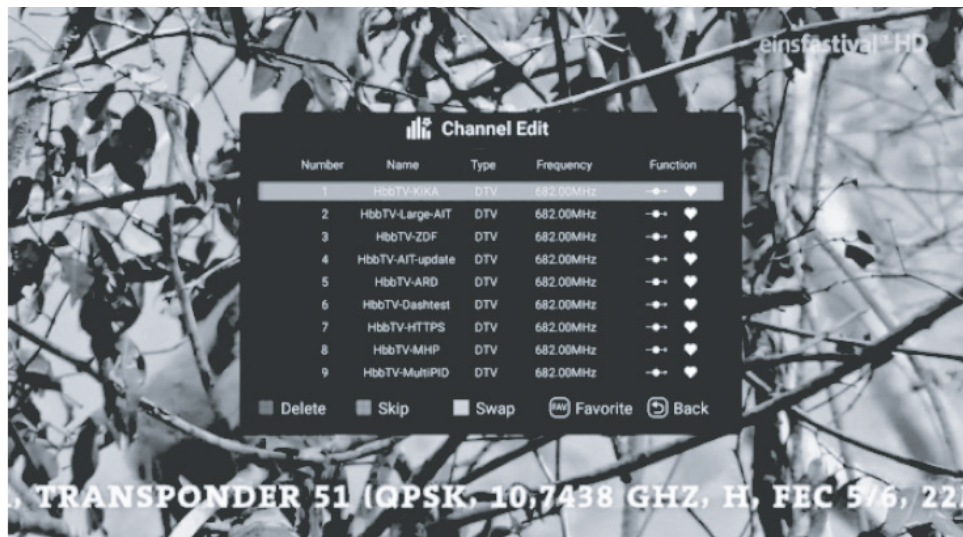 einsfestival HD
Channel Edit
Number Name Type Frequency Function
1 HbbTV-KiKA DTV 682.00MHz
2 HbbTV-Large-AIT DTV 682.00MHz
3 HbbTV-ZDF DTV 682.00MHz
4 HbbTV-AIT-update DTV 682.00MHz
5 HbbTV-ARD DTV 682.00MHz
6 HbbTV-Dashtest DTV 682.00MHz
7 HbbTV-HTTPS DTV 682.00MHz
8 HbbTV-MHP DTV 682.00MHz
9 HbbTV-MultiPID DTV 682.00MHz
Delete Skip Swap FAV Favorite Back
, TRANSPONDER 51 (QPSK, 10,7438 GHZ, H, FEC 5/6, 22